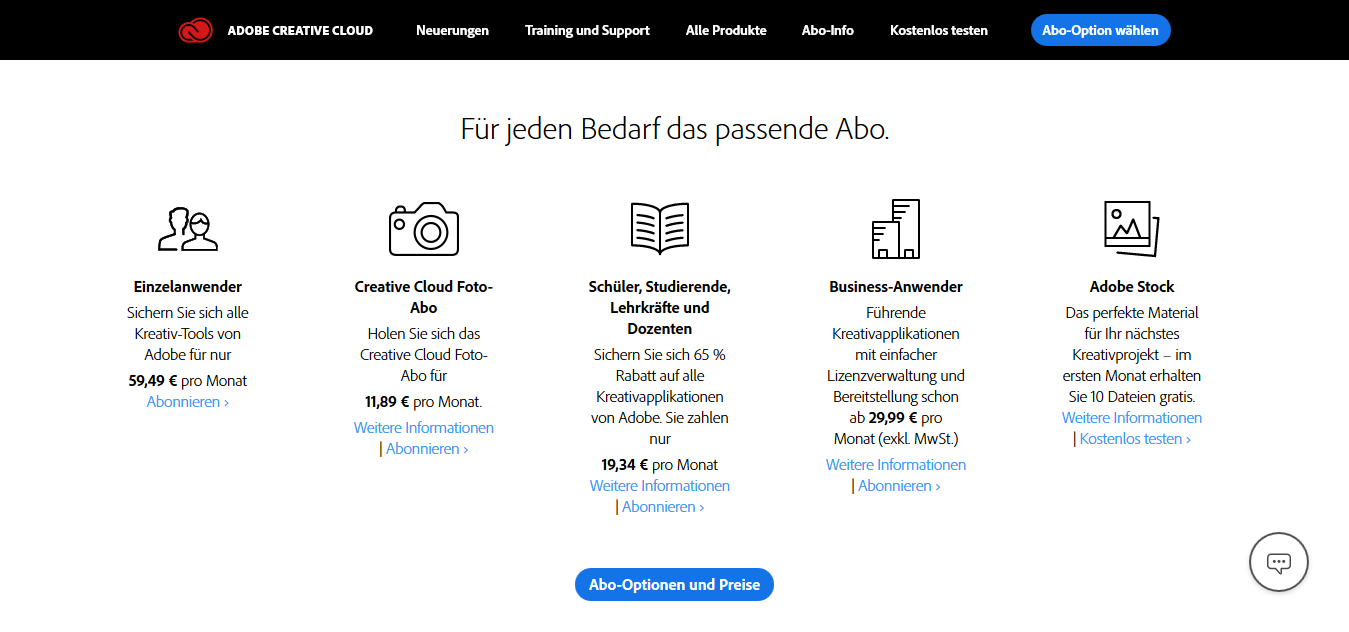 ADOBE CREATIVE CLOUD
Neuerungen
Training und Support
Alle Produkte
Abo-Info
Kostenlos testen
Abo-Option wählen
Für jeden Bedarf das passende Abo.
Einzelanwender
Sichern Sie sich alle
Kreativ-Tools von
Adobe für nur
59,49 € pro Monat
Abonnieren ›
Creative Cloud Foto-
Abo
Holen Sie sich das
Creative Cloud Foto-
Abo für
11,89 € pro Monat.
Weitere Informationen
| Abonnieren ›
Schüler, Studierende,
Lehrkräfte und
Dozenten
Sichern Sie sich 65 %
Rabatt auf alle
Kreativapplikationen
von Adobe. Sie zahlen
nur
19,34 € pro Monat
Weitere Informationen
| Abonnieren ›
Business-Anwender
Führende
Kreativapplikationen
mit einfacher
Lizenzverwaltung und
Bereitstellung schon
ab 29,99 € pro
Monat (exkl. MwSt.)
Weitere Informationen
| Abonnieren ›
Adobe Stock
Das perfekte Material
für Ihr nächstes
Kreativprojekt – im
ersten Monat erhalten
Sie 10 Dateien gratis.
Weitere Informationen
| Kostenlos testen ›
Abo-Optionen und Preise